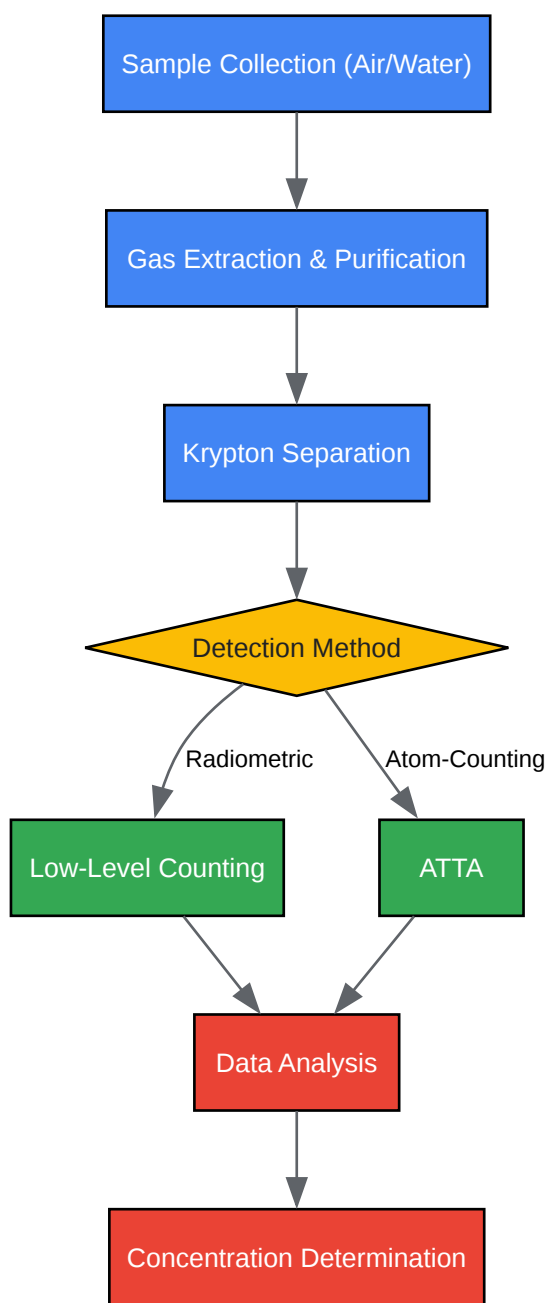 Sample Collection (Air/Water)
Gas Extraction & Purification
Krypton Separation
Detection Method
Radiometric
Atom-Counting
Low-Level Counting
ATTA
Data Analysis
Concentration Determination